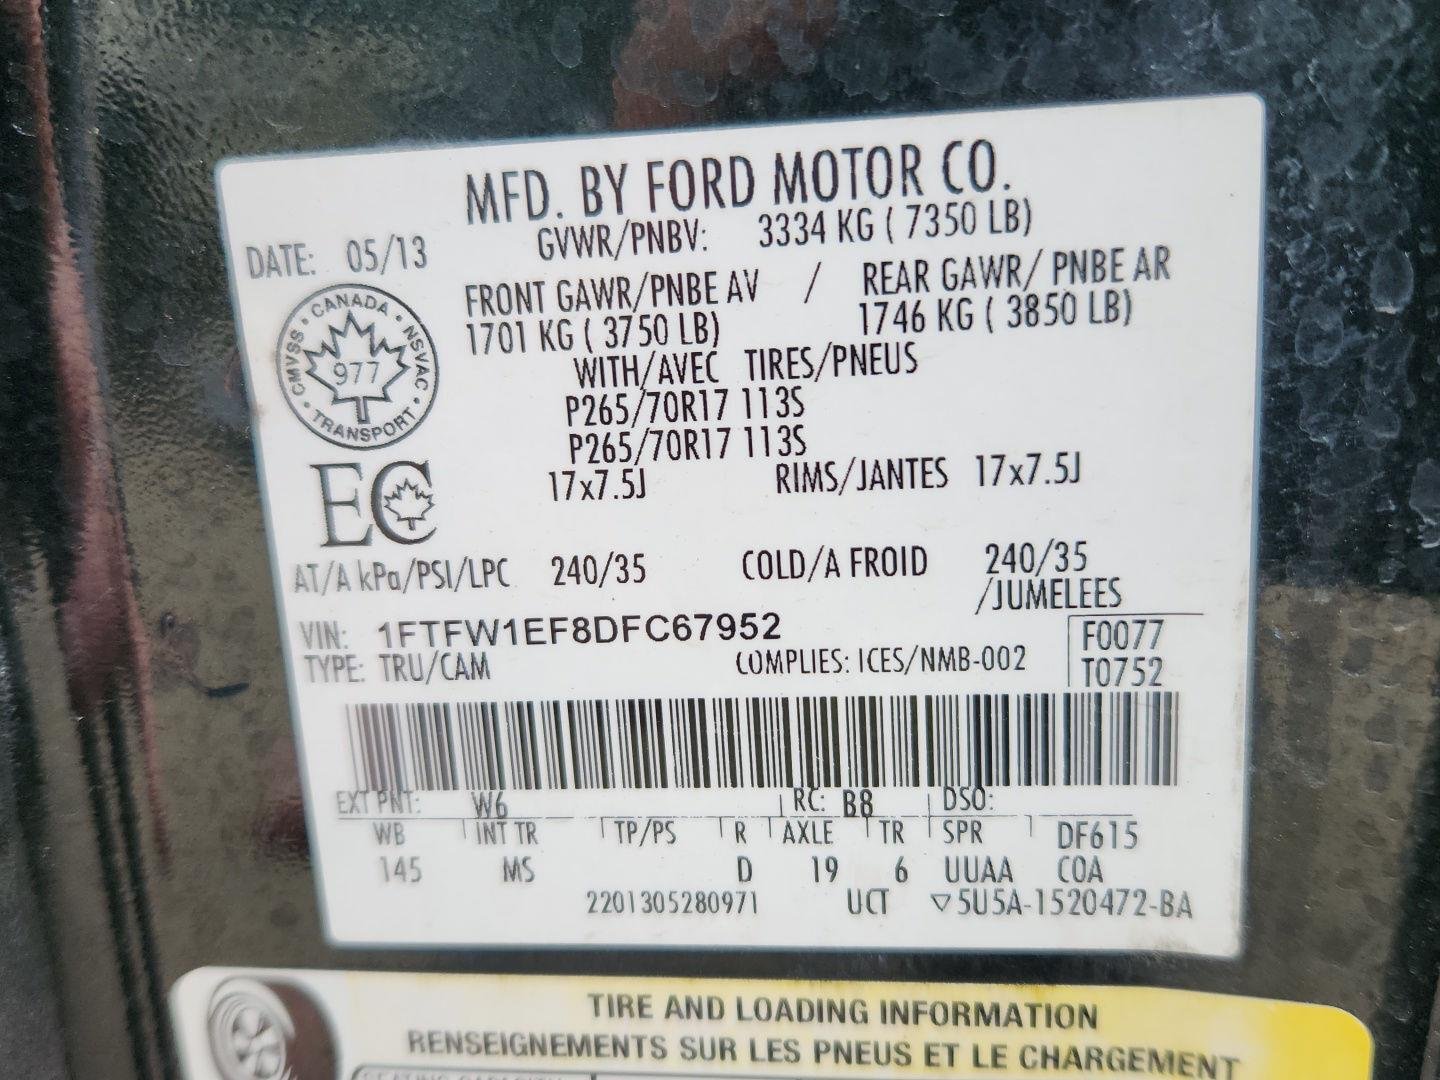 MFD. BY FORD MOTOR CO.
DATE: 05/13 GVWR/PNBV: 3334 KG ( 7350 LB)
FRONT GAWR/PNBE AV / REAR GAWR/ PNBE AR
1701 KG ( 3750 LB) 1746 KG ( 3850 LB)
WITH/AVEC TIRES/PNEUS
P265/70R17 113S
P265/70R17 113S
17x7.5J RIMS/JANTES 17x7.5J
CANADA
CMVSS • NSVAC
977
TRANSPORT
EC
AT/A kPa/PSI/LPC 240/35 COLD/A FROID 240/35
/JUMELEES
VIN: 1FTFW1EF8DFC67952 F0077
TYPE: TRU/CAM COMPLIES: ICES/NMB-002 T0752
EXT PNT: W6 RC: B8 DSO:
WB INT TR TP/PS R AXLE TR SPR DF615
145 MS D 19 6 UUAA COA
2201305280971 UCT ▽5U5A-1520472-BA
TIRE AND LOADING INFORMATION
RENSEIGNEMENTS SUR LES PNEUS ET LE CHARGEMENT
SEATING CAPACITY